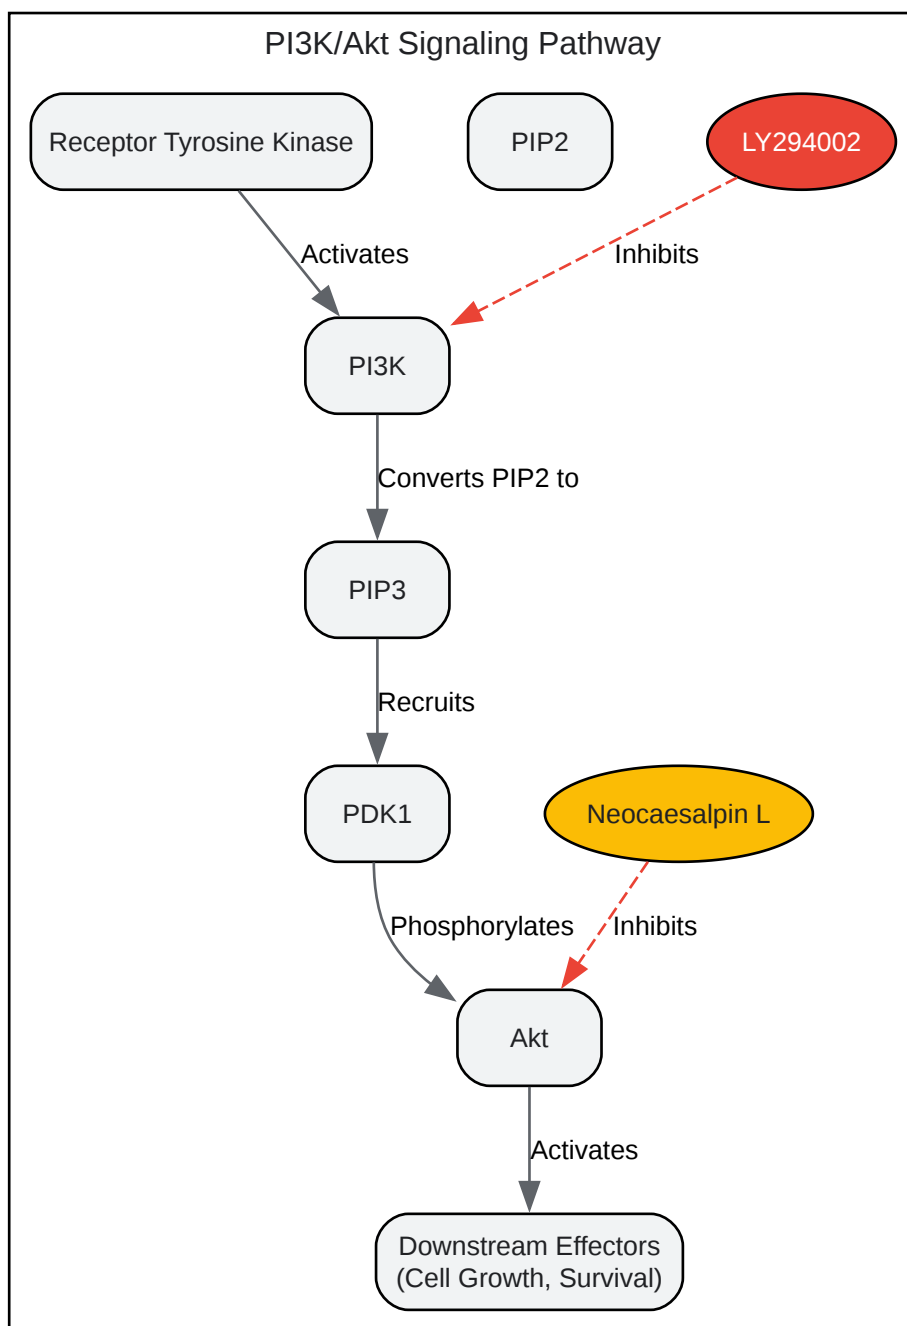 PI3K/Akt Signaling Pathway
Receptor Tyrosine Kinase
PIP2
LY294002
Activates
Inhibits
PI3K
Converts PIP2 to
PIP3
Recruits
PDK1
Neocaesalpin L
Phosphorylates
Inhibits
Akt
Activates
Downstream Effectors
(Cell Growth, Survival)